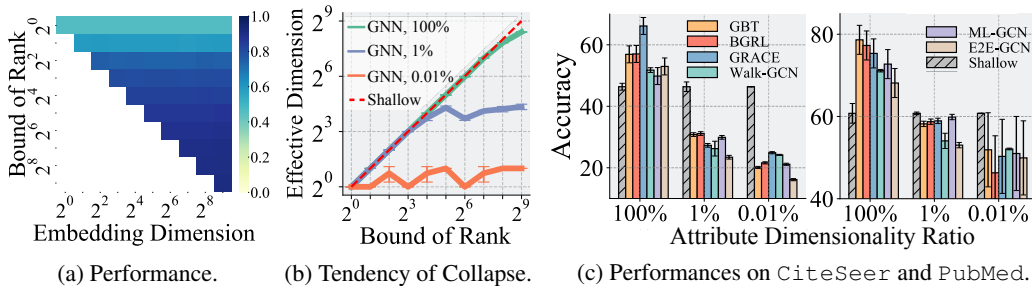 Bound of Rank
2^0
2^2
2^4
2^6
2^8
2^0 2^2 2^4 2^6 2^8
Embedding Dimension
1.0
0.8
0.6
0.4
0.2
0.0
(a) Performance.
Effective Dimension
2^9
2^6
2^3
2^0
GNN, 100%
GNN, 1%
GNN, 0.01%
Shallow
2^0 2^3 2^6 2^9
Bound of Rank
(b) Tendency of Collapse.
Accuracy
80
60
40
20
GBT
BGRL
GRACE
Walk-GCN
100% 1% 0.01%
80
60
40
ML-GCN
E2E-GCN
Shallow
100% 1% 0.01%
Attribute Dimensionality Ratio
(c) Performances on CiteSeer and PubMed.